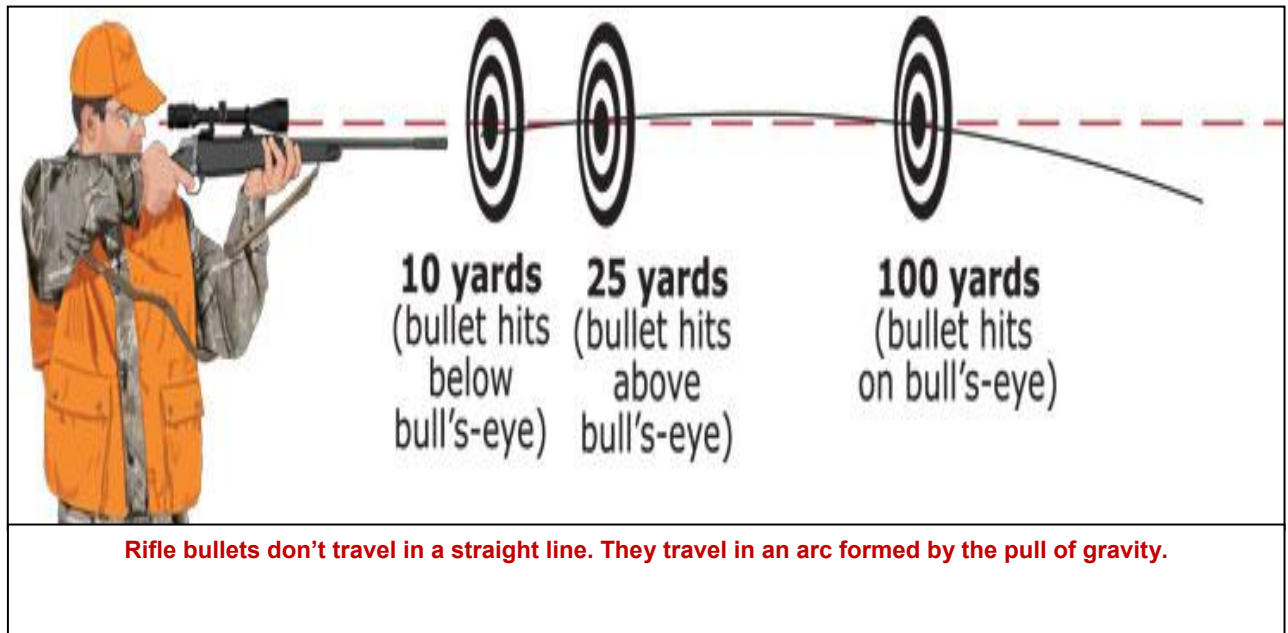 10 yards
(bullet hits
below
bull's-eye)
25 yards
(bullet hits
above
bull's-eye)
100 yards
(bullet hits
on bull's-eye)
Rifle bullets don’t travel in a straight line. They travel in an arc formed by the pull of gravity.